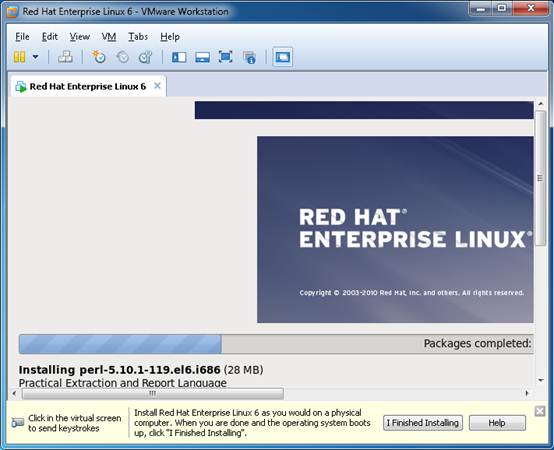 Red Hat Enterprise Linux 6 - VMware Workstation
File Edit View VM Tabs Help
Red Hat Enterprise Linux 6
RED HAT®
ENTERPRISE LINUX®
Copyright © 2003-2010 Red Hat, Inc. and others. All rights reserved.
Packages completed:
Installing perl-5.10.1-119.el6.i686 (28 MB)
Practical Extraction and Report Language
Click in the virtual screen
to send keystrokes
Install Red Hat Enterprise Linux 6 as you would on a physical
computer. When you are done and the operating system boots
up, click "I Finished Installing".
I Finished Installing
Help